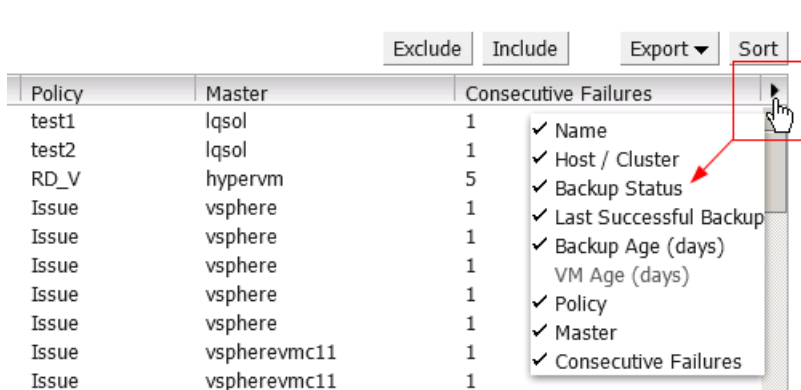 Exclude Include Export Sort
Policy Master Consecutive Failures
test1 lqsol 1
test2 lqsol 1
RD_V hypervm 5
Issue vsphere 1
Issue vsphere 1
Issue vsphere 1
Issue vsphere 1
Issue vsphere 1
Issue vspherevmc11 1
Issue vspherevmc11 1
Name
Host / Cluster
Backup Status
Last Successful Backup
Backup Age (days)
VM Age (days)
Policy
Master
Consecutive Failures